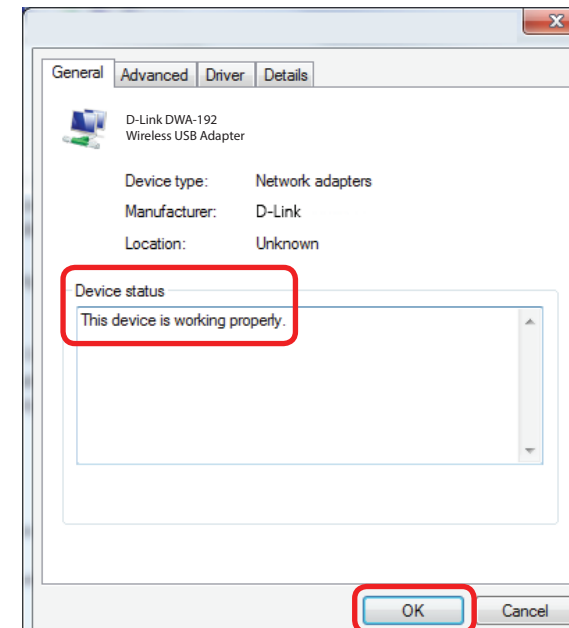 General Advanced Driver Details
D-Link DWA-192
Wireless USB Adapter
Device type: Network adapters
Manufacturer: D-Link
Location: Unknown
Device status
This device is working properly.
OK Cancel